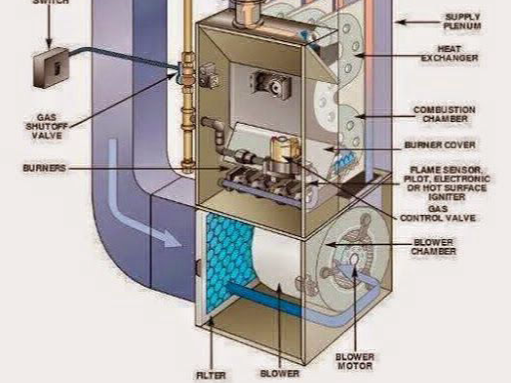 SWITCH
SUPPLY
PLENUM
HEAT
EXCHANGER
GAS
SHUTOFF
VALVE
COMBUSTION
CHAMBER
BURNER COVER
BURNERS
FLAME SENSOR,
PILOT, ELECTRONIC
OR HOT SURFACE
IGNITER
GAS
CONTROL VALVE
BLOWER
CHAMBER
FILTER
BLOWER
BLOWER
MOTOR